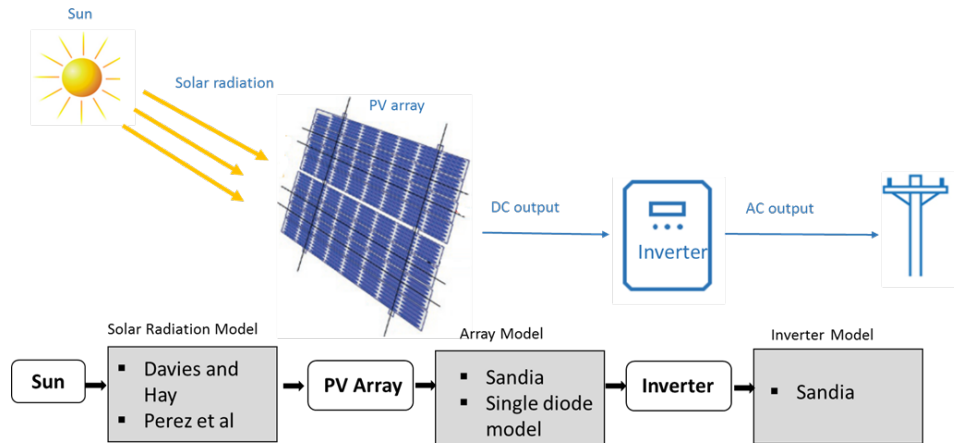 Sun
Solar radiation
PV array
DC output
AC output
Inverter
Solar Radiation Model
Array Model
Inverter Model
Sun
▪ Davies and
Hay
▪ Perez et al
PV Array
▪ Sandia
▪ Single diode
model
Inverter
▪ Sandia